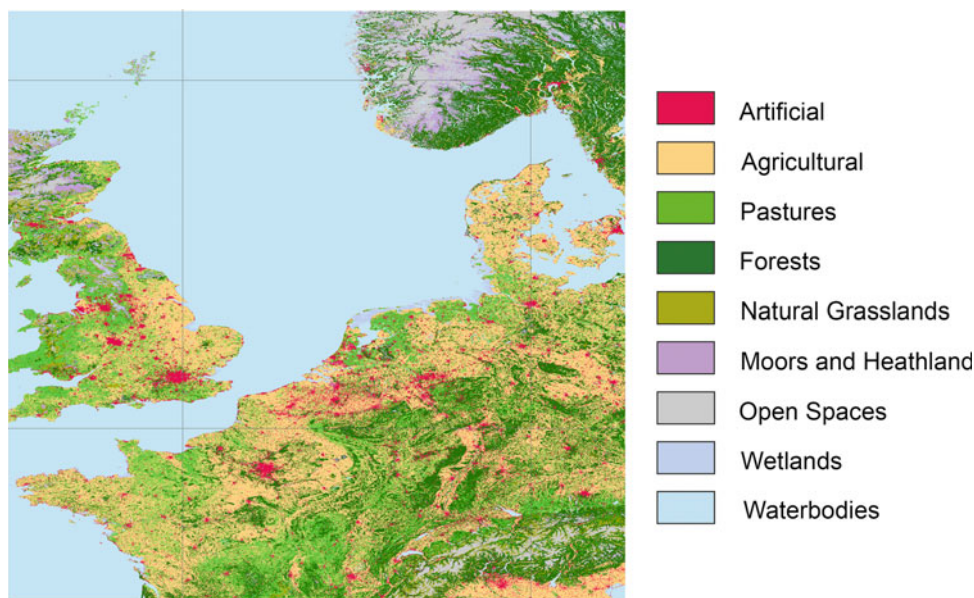 Artificial
Agricultural
Pastures
Forests
Natural Grasslands
Moors and Heathland
Open Spaces
Wetlands
Waterbodies